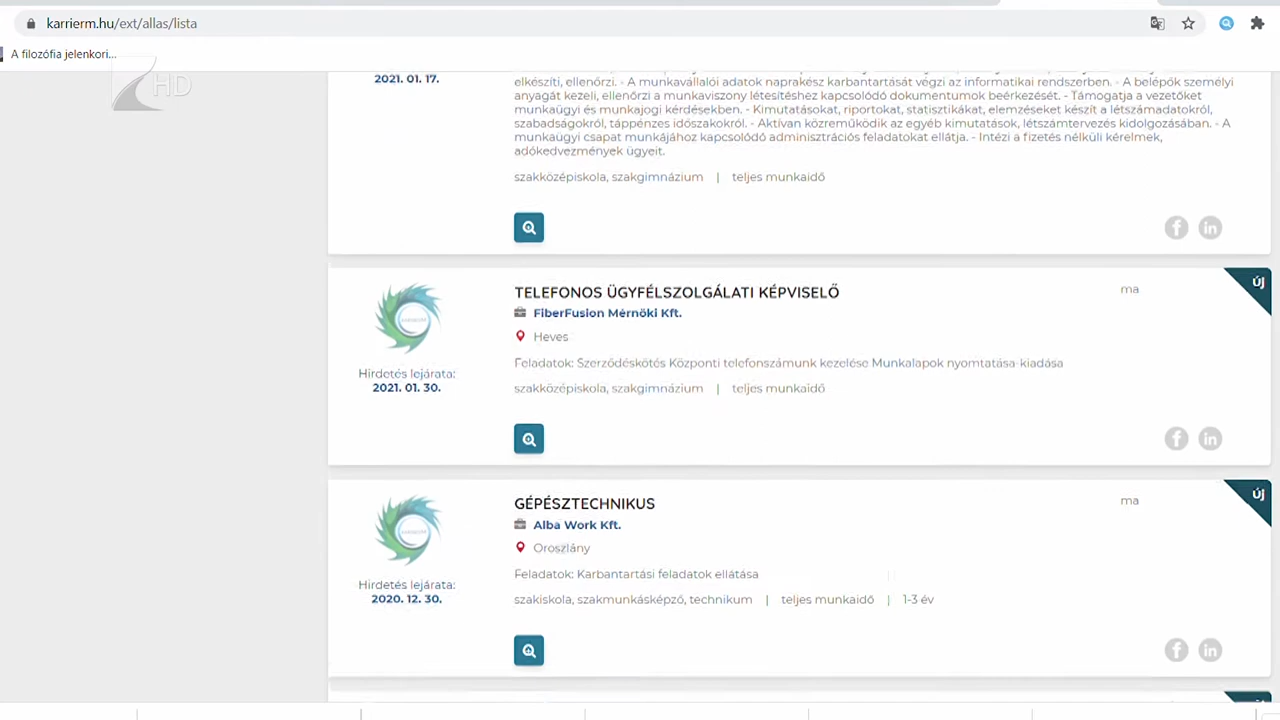 karrierm.hu/ext/allas/lista
A filozófia jelenkori...
HD
2021. 01. 17.
elkészíti, ellenőrzi. - A munkavállalói adatok naprakész karbantartását végzi az informatikai rendszerben. - A belépők személyi
anyagát kezeli, ellenőrzi a munkaviszony létesítéshez kapcsolódó dokumentumok beérkezését. - Támogatja a vezetőket
munkaügyi és munkajogi kérdésekben. - Kimutatásokat, riportokat, statisztikákat, elemzéseket készít a létszámadatokról,
szabadságokról, táppénzes időszakokról. - Aktívan közreműködik az egyéb kimutatások, létszámtervezés kidolgozásában. - A
munkaügyi csapat munkájához kapcsolódó adminisztrációs feladatokat ellátja. - Intézi a fizetés nélküli kérelmek,
adókedvezmények ügyeit.
szakközépiskola, szakgimnázium | teljes munkaidő
TELEFONOS ÜGYFÉLSZOLGÁLATI KÉPVISELŐ
ma
ÚJ
FiberFusion Mérnöki Kft.
Heves
Feladatok: Szerződéskötés Központi telefonszámunk kezelése Munkalapok nyomtatása-kiadása
Hirdetés lejárata:
2021. 01. 30.
szakközépiskola, szakgimnázium | teljes munkaidő
GÉPÉSZTECHNIKUS
ma
ÚJ
Alba Work Kft.
Oroszlány
Feladatok: Karbantartási feladatok ellátása
Hirdetés lejárata:
2020. 12. 30.
szakiskola, szakmunkásképző, technikum | teljes munkaidő | 1-3 év